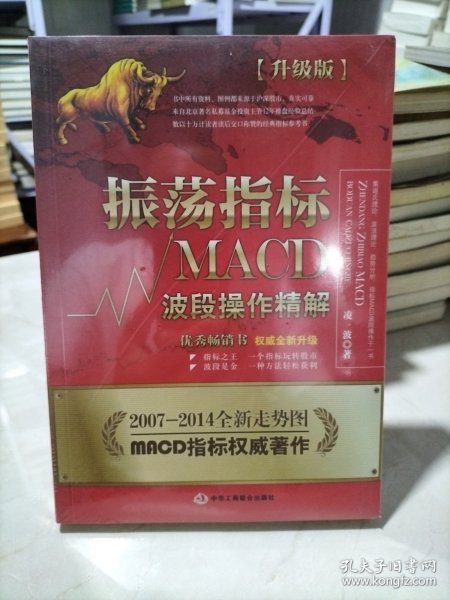 【升级版】
书中所有资料、图例都来源于沪深股市，真实可靠
来自北京著名私募基金投资主管12年操盘经验总结
数以十万计读者读后交口称赞的经典指标参考书
振荡指标
MACD
波段操作精解
ZHENDANG ZHIBIAO MACD
BODUAN CAOZUO JINGJIE
凌 波 著
优秀畅销书 权威全新升级
指标之王 一个指标玩转股市
波段是金 一种方法轻松获利
2007—2014全新走势图
MACD指标权威著作
中华工商联合出版社
孔夫子旧书网
www.kongfz.com